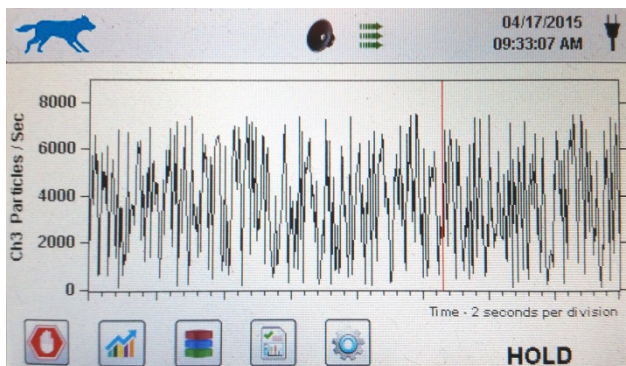 04/17/2015
09:33:07 AM
Ch3 Particles / Sec
8000
6000
4000
2000
0
Time - 2 seconds per division
HOLD